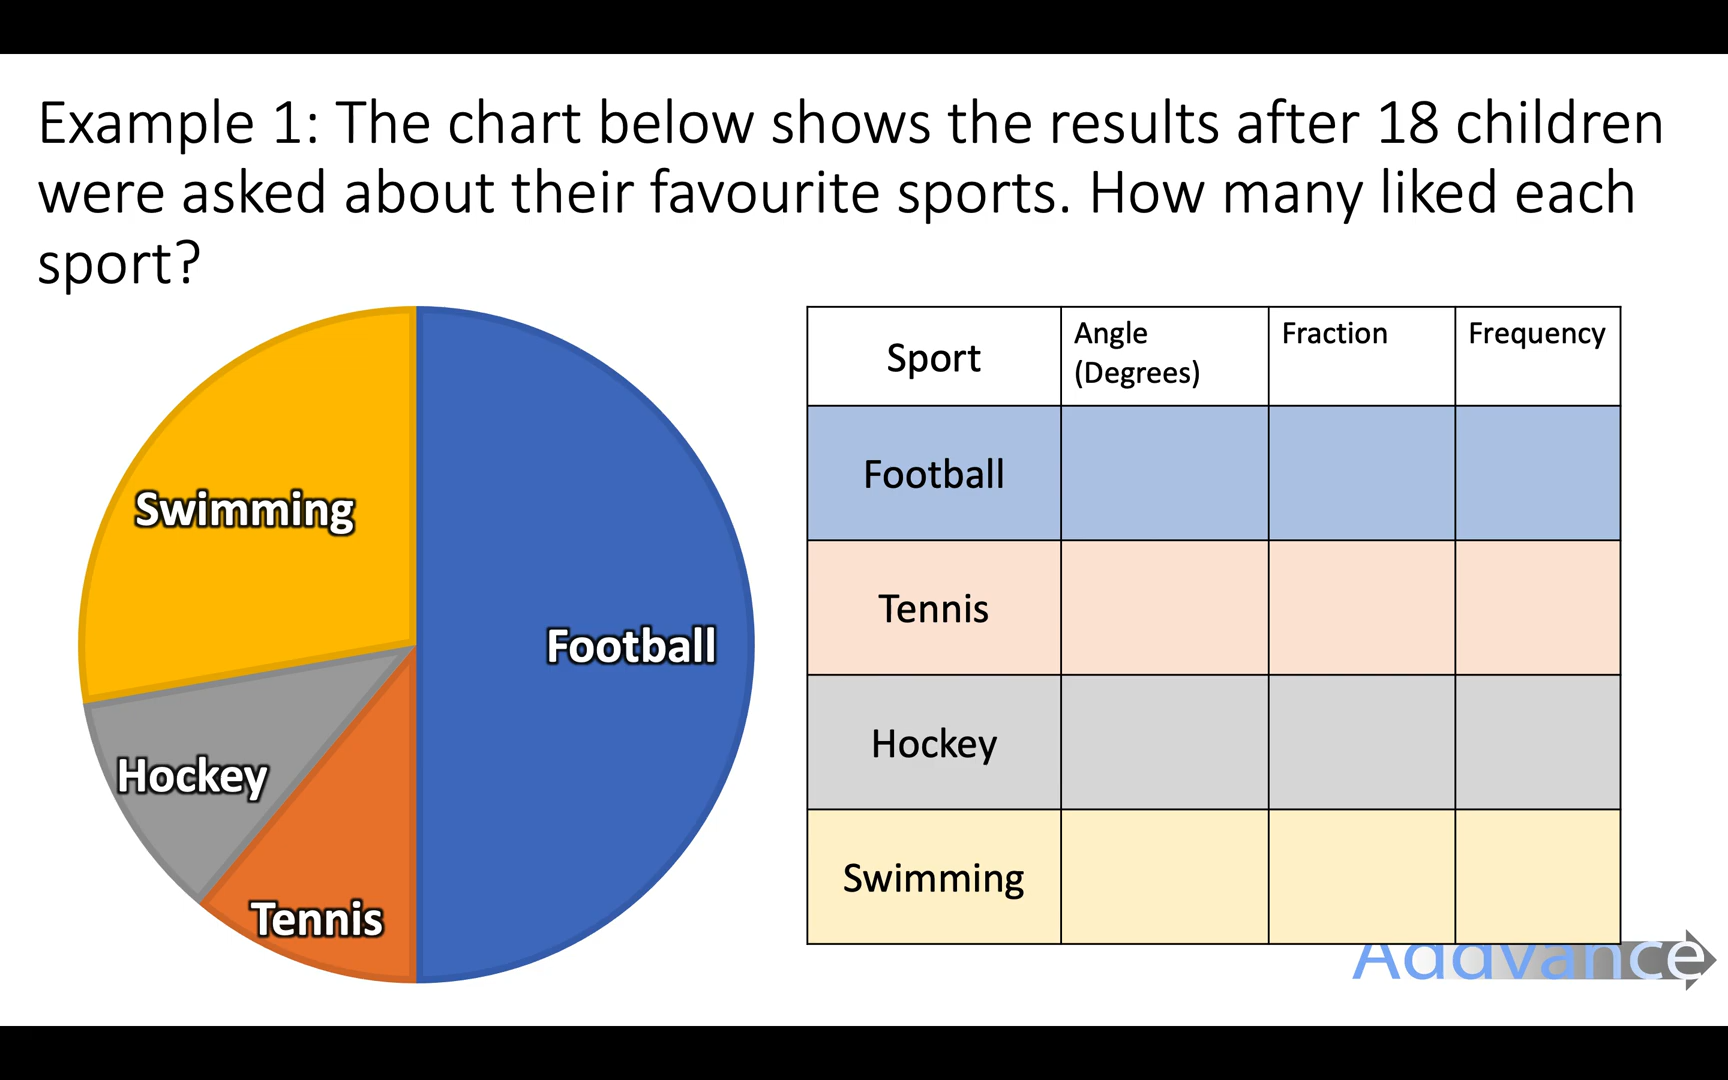 Example 1: The chart below shows the results after 18 children
were asked about their favourite sports. How many liked each
sport?
Swimming
Football
Hockey
Tennis
Sport
Angle
(Degrees)
Fraction
Frequency
Football
Tennis
Hockey
Swimming
Addvance